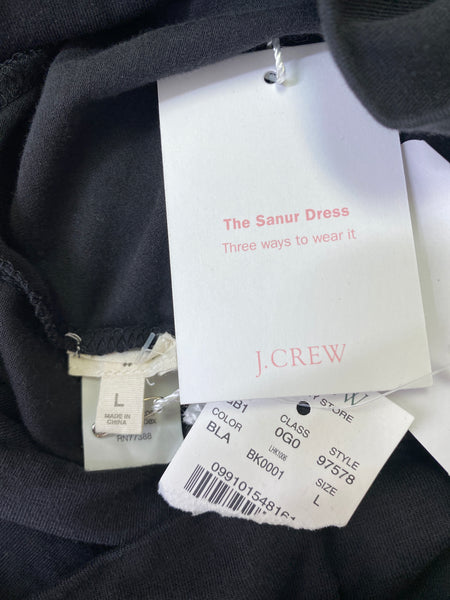 The Sanur Dress
Three ways to wear it
J.CREW
L
MADE IN
CHINA
RN77388
STORE
COLOR
BLA
CLASS
0G0
STYLE
97578
BK0001
SIZE
L